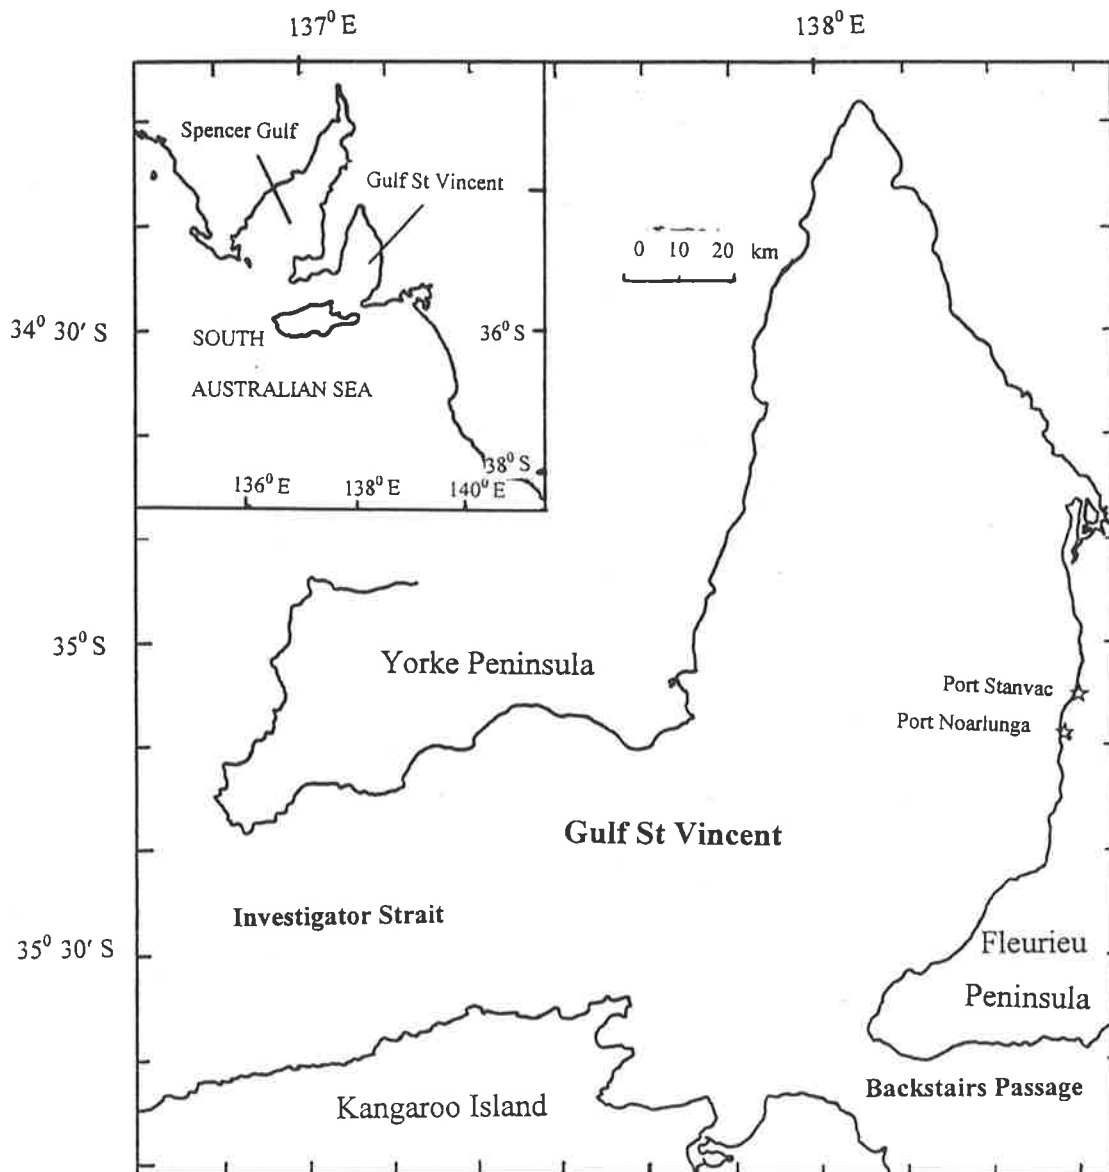 137⁰ E
138⁰ E
Spencer Gulf
Gulf St Vincent
0 10 20 km
34⁰ 30′ S
SOUTH
36⁰ S
AUSTRALIAN SEA
38⁰ S
136⁰ E
138⁰ E
140⁰ E
35⁰ S
Yorke Peninsula
Port Stanvac
Port Noarlunga
Gulf St Vincent
Investigator Strait
35⁰ 30′ S
Fleurieu
Peninsula
Backstairs Passage
Kangaroo Island